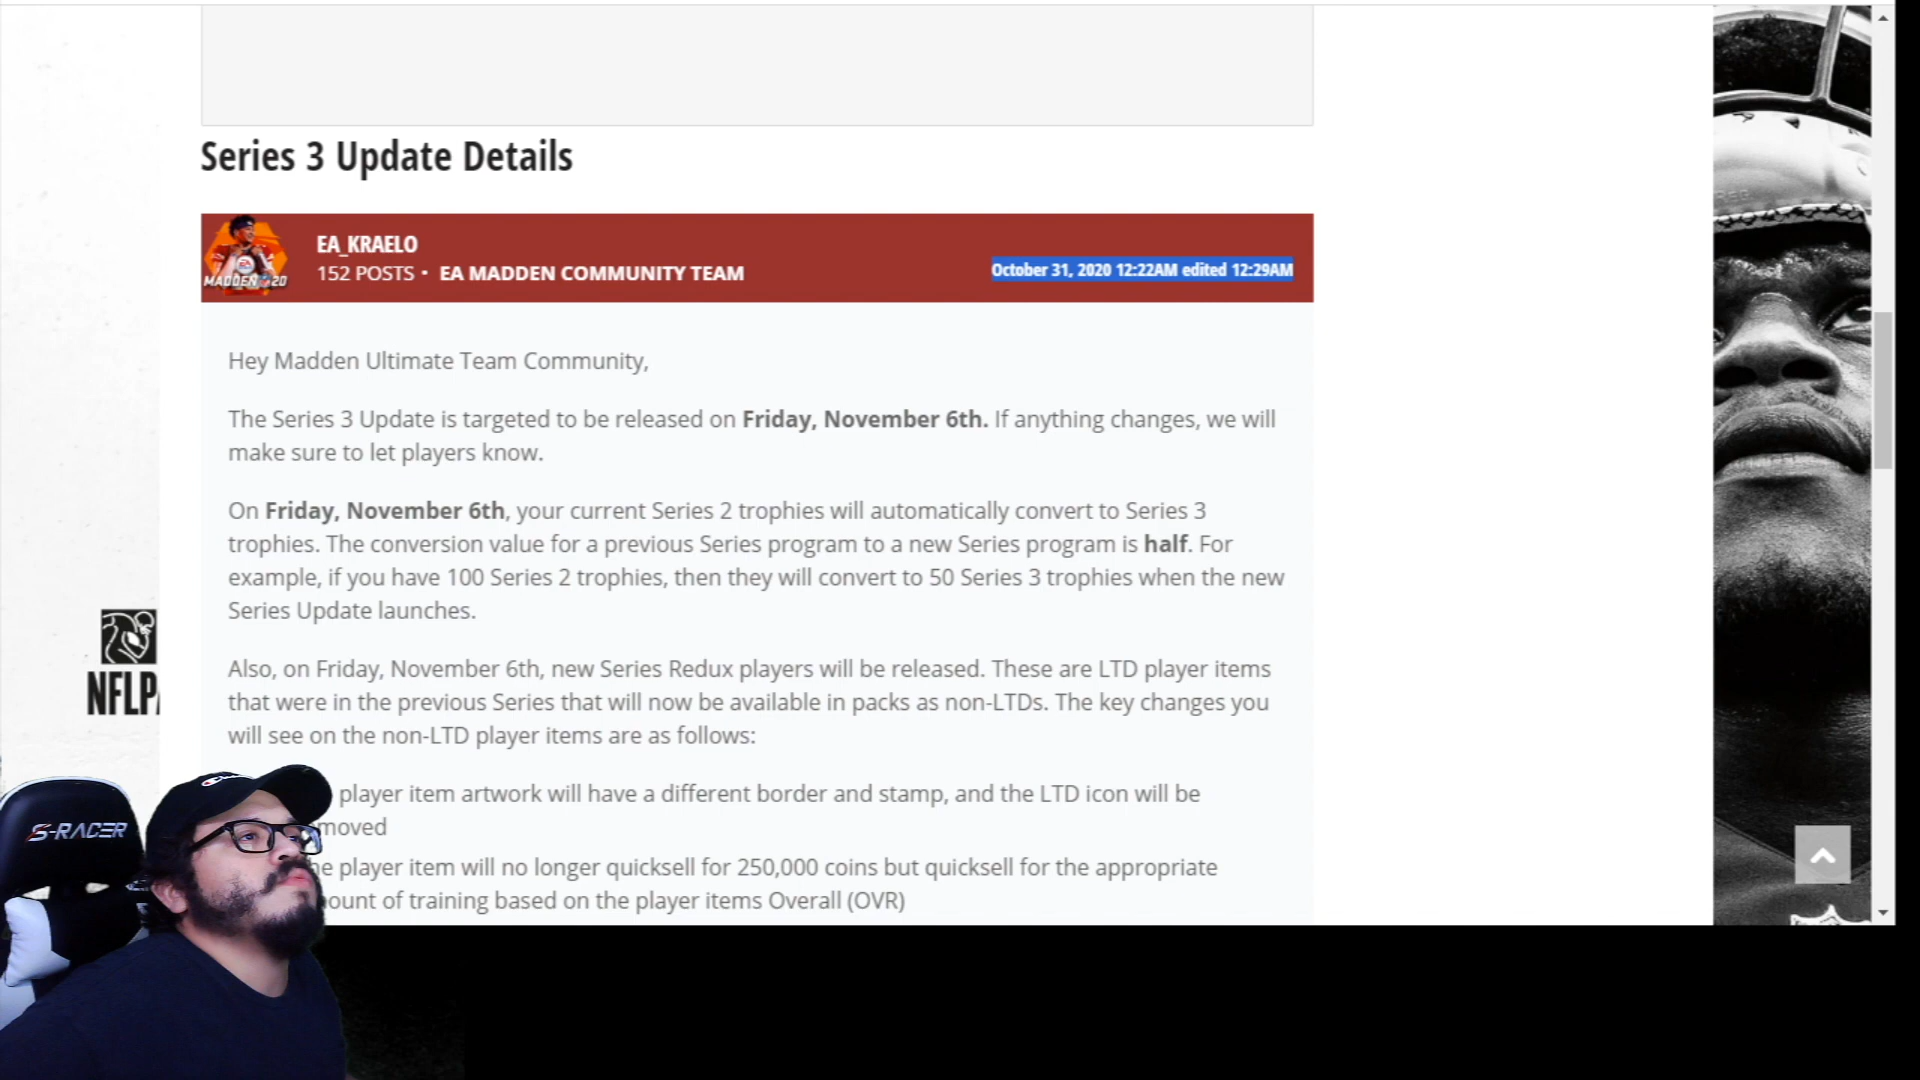 Series 3 Update Details
EA_KRAELO
152 POSTS • EA MADDEN COMMUNITY TEAM
October 31, 2020 12:22AM edited 12:29AM
MADDEN 20
Hey Madden Ultimate Team Community,
The Series 3 Update is targeted to be released on Friday, November 6th. If anything changes, we will
make sure to let players know.
On Friday, November 6th, your current Series 2 trophies will automatically convert to Series 3
trophies. The conversion value for a previous Series program to a new Series program is half. For
example, if you have 100 Series 2 trophies, then they will convert to 50 Series 3 trophies when the new
Series Update launches.
Also, on Friday, November 6th, new Series Redux players will be released. These are LTD player items
that were in the previous Series that will now be available in packs as non-LTDs. The key changes you
will see on the non-LTD player items are as follows:
player item artwork will have a different border and stamp, and the LTD icon will be
moved
he player item will no longer quicksell for 250,000 coins but quicksell for the appropriate
ount of training based on the player items Overall (OVR)
NFLP
S-RACER